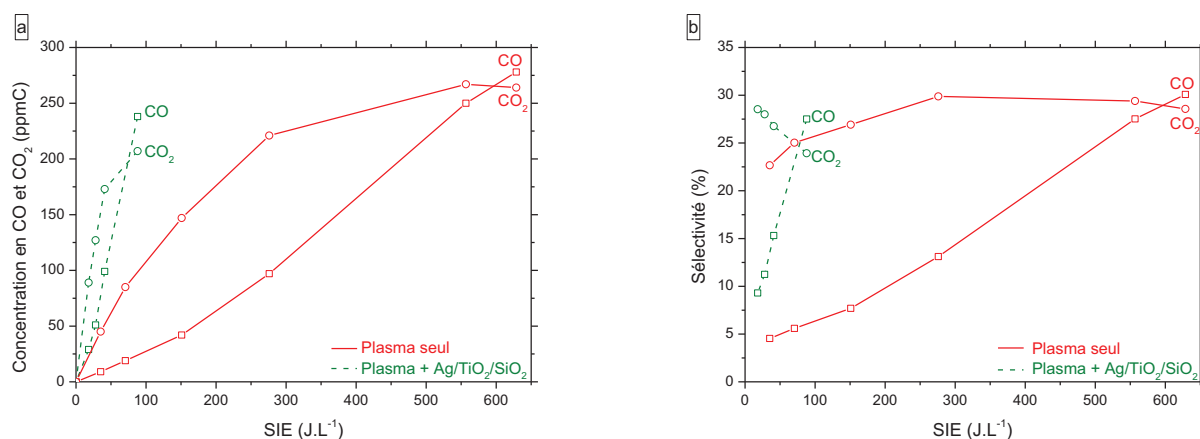 a
Concentration en CO et CO₂ (ppmC)
300
250
200
150
100
50
0
0 100 200 300 400 500 600
SIE (J.L⁻¹)
CO
CO₂
CO
CO₂
Plasma seul
Plasma + Ag/TiO₂/SiO₂
b
Sélectivité (%)
35
30
25
20
15
10
5
0
0 100 200 300 400 500 600
SIE (J.L⁻¹)
CO
CO₂
CO
CO₂
Plasma seul
Plasma + Ag/TiO₂/SiO₂